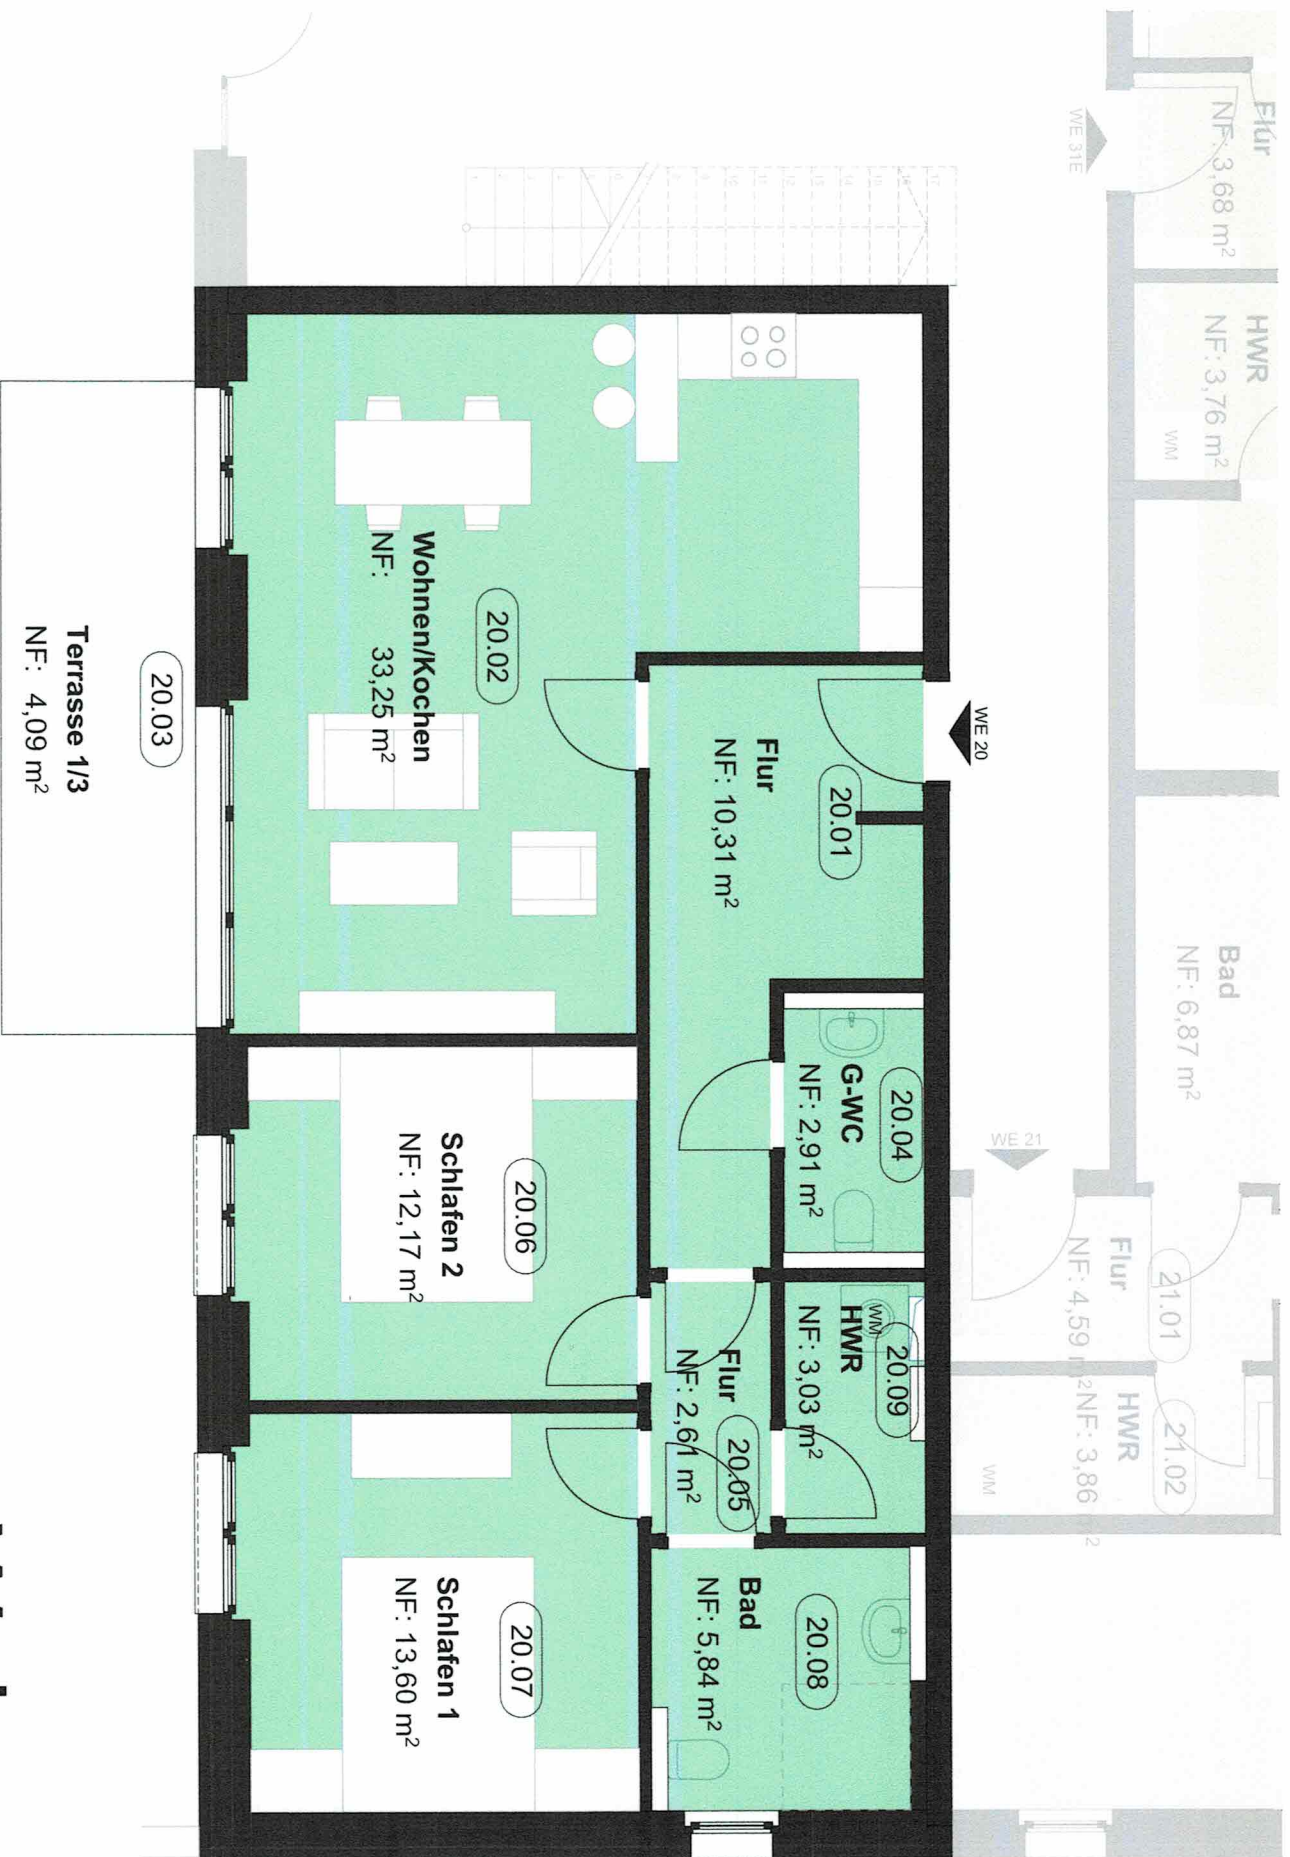 Flur
NF: 3,68 m²
WE 31E
HWR
NF: 3,76 m²
WM
Bad
NF: 6,87 m²
WE 21
21.01
Flur
NF: 4,59 m²
21.02
HWR
NF: 3,86 m²
WM
WE 20
20.01
Flur
NF: 10,31 m²
20.02
Wohnen/Kochen
NF: 33,25 m²
20.03
Terrasse 1/3
NF: 4,09 m²
20.04
G-WC
NF: 2,91 m²
20.09
HWR
WM
NF: 3,03 m²
20.05
Flur
NF: 2,61 m²
20.06
Schlafen 2
NF: 12,17 m²
20.07
Schlafen 1
NF: 13,60 m²
20.08
Bad
NF: 5,84 m²